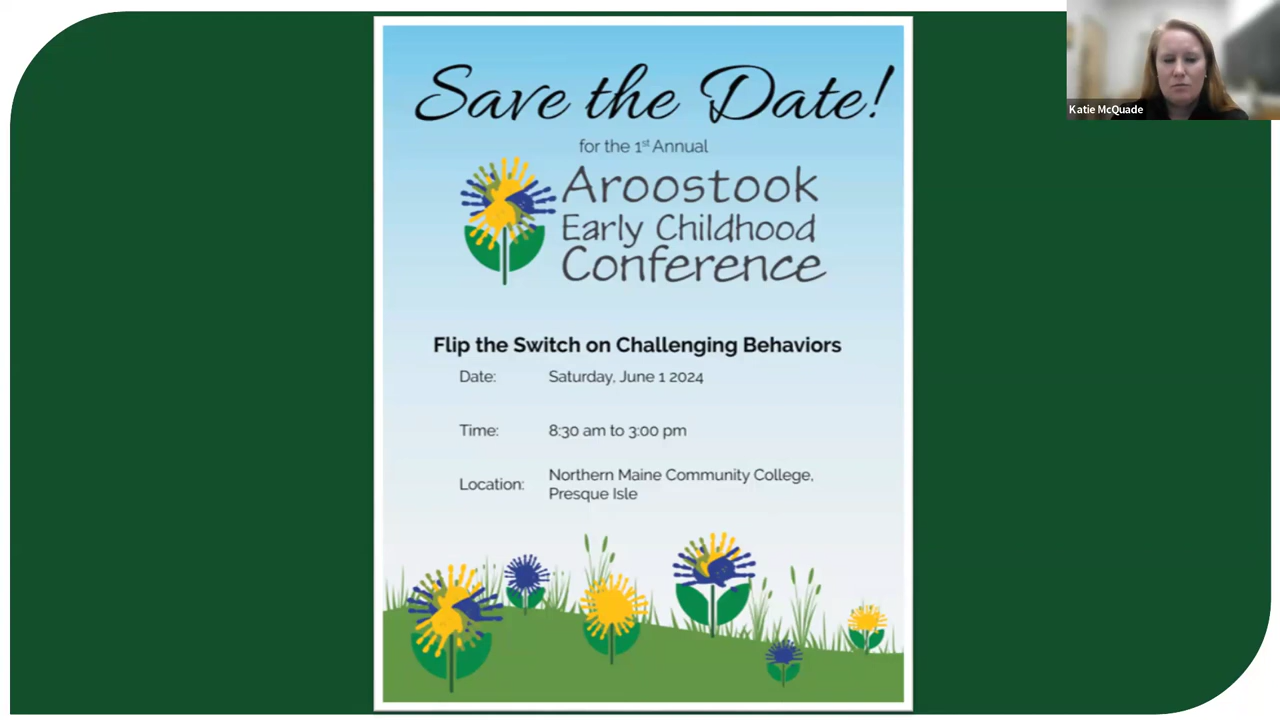 Save the Date!
for the 1st Annual
Aroostook
Early Childhood
Conference
Flip the Switch on Challenging Behaviors
Date: Saturday, June 1 2024
Time: 8:30 am to 3:00 pm
Location: Northern Maine Community College,
Presque Isle
Katie McQuade